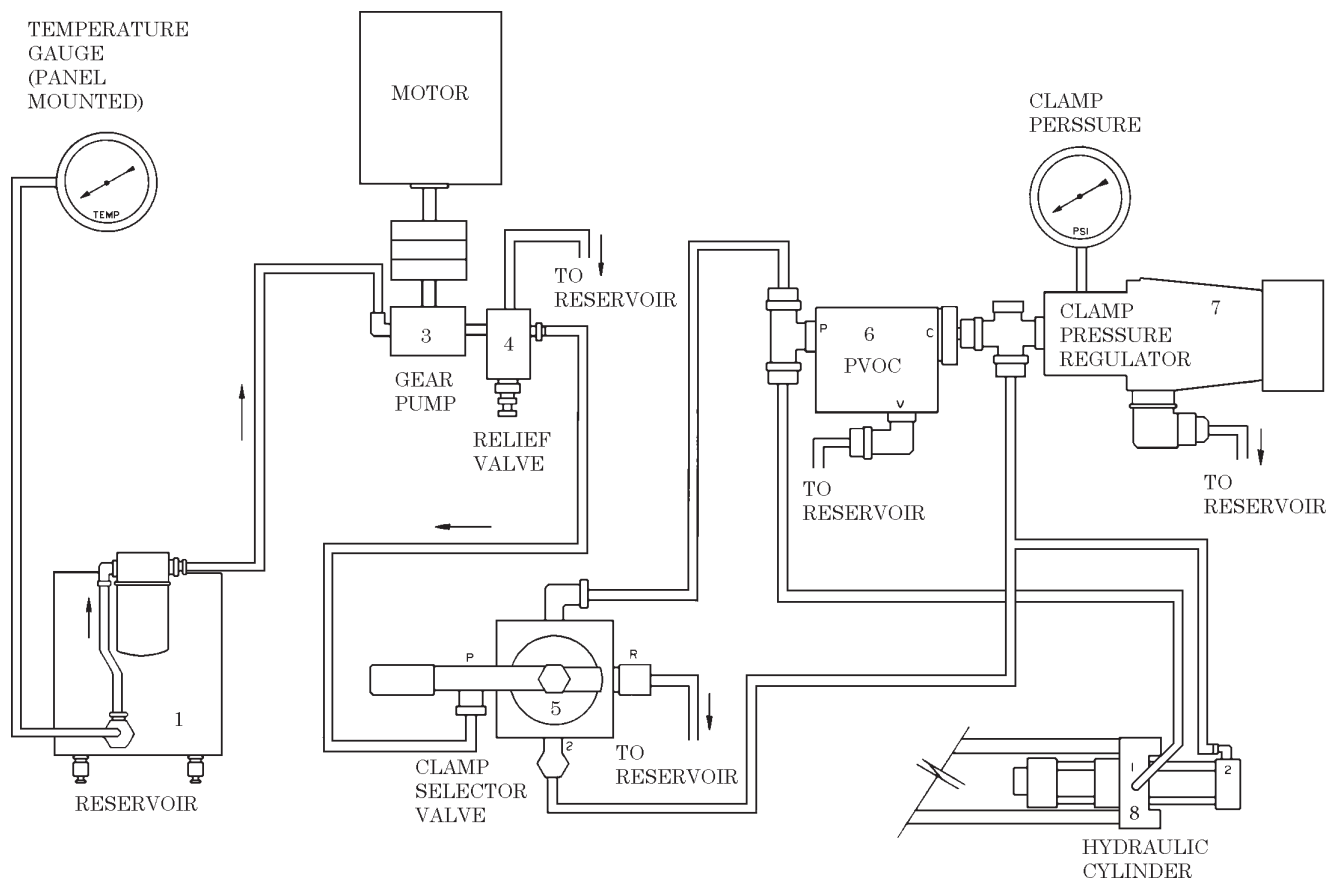 TEMPERATURE
GAUGE
(PANEL
MOUNTED)
TEMP
MOTOR
CLAMP
PERSSURE
PSI
TO
RESERVOIR
3
4
GEAR
PUMP
RELIEF
VALVE
P
6
C
PVOC
V
TO
RESERVOIR
7
CLAMP
PRESSURE
REGULATOR
TO
RESERVOIR
1
RESERVOIR
P
R
5
2
CLAMP
SELECTOR
VALVE
TO
RESERVOIR
1
2
8
HYDRAULIC
CYLINDER